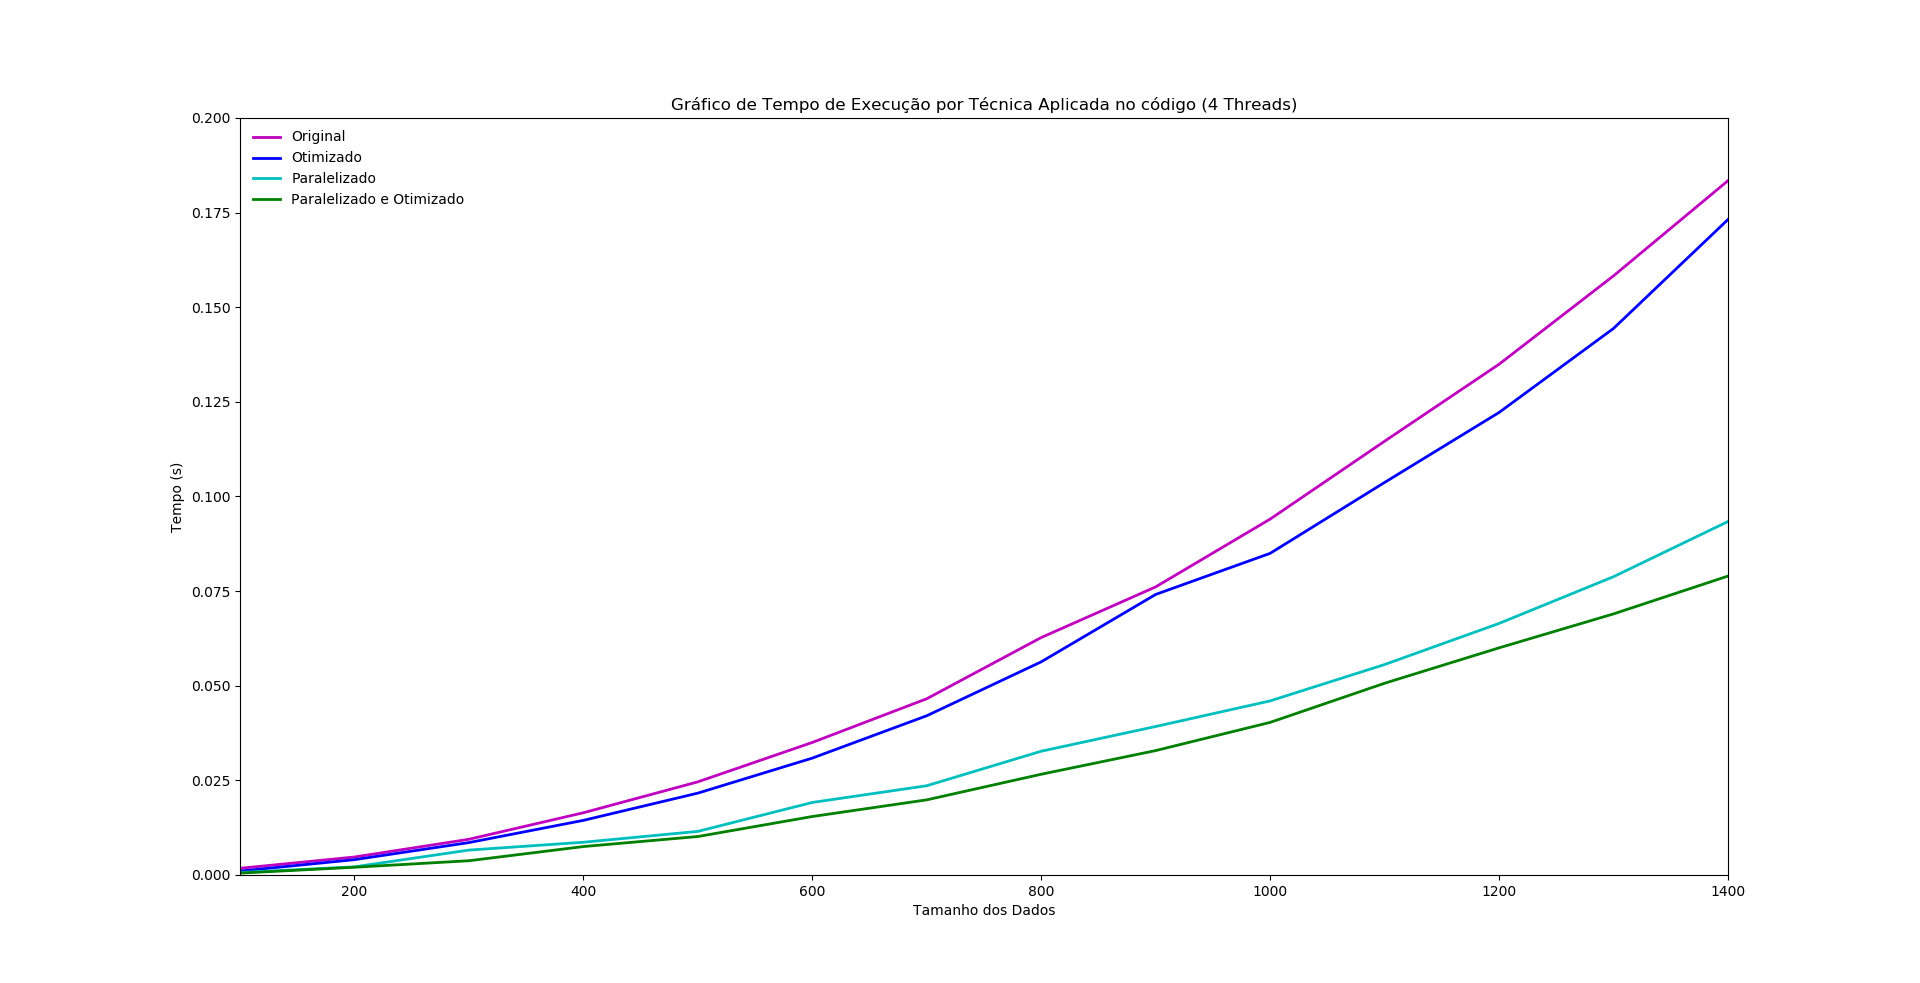 Gráfico de Tempo de Execução por Técnica Aplicada no código (4 Threads)
0.200
0.175
0.150
0.125
0.100
0.075
0.050
0.025
0.000
Tempo (s)
Original
Otimizado
Paralelizado
Paralelizado e Otimizado
200 400 600 800 1000 1200 1400
Tamanho dos Dados